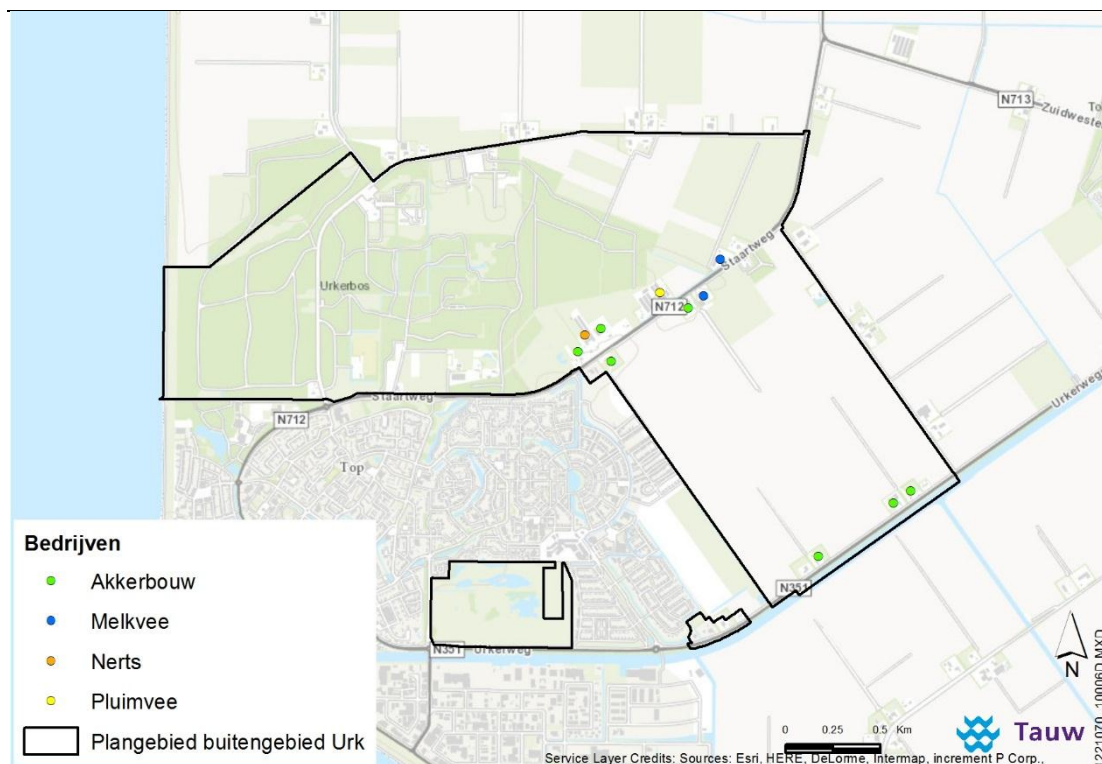 N713
Zuidwester
To
Staartweg
Urkerbos
N712
Urkerweg
Staartweg
N712
Top
Bedrijven
Akkerbouw
Melkvee
Nerts
Pluimvee
Plangebied buitengebied Urk
N351
N351
Urkerweg
N
0 0.25 0.5 Km
Tauw
Service Layer Credits: Sources: Esri, HERE, DeLorme, Intermap, increment P Corp.,